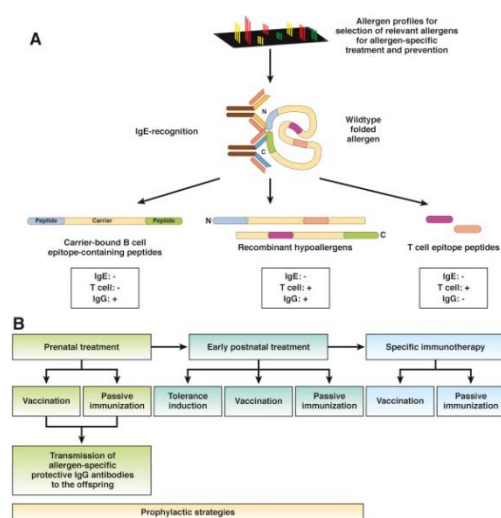 A
Allergen profiles for
selection of relevant allergens
for allergen-specific
treatment and prevention
IgE-recognition
N
C
Wildtype
folded
allergen
Peptide Carrier Peptide
Carrier-bound B cell
epitope-containing peptides
N
C
Recombinant hypoallergens
T cell epitope peptides
IgE: -
T cell: -
IgG: +
IgE: -
T cell: +
IgG: +
IgE: -
T cell: +
IgG: -
B
Prenatal treatment
Early postnatal treatment
Specific immunotherapy
Vaccination
Passive
immunization
Tolerance
induction
Vaccination
Passive
immunization
Vaccination
Passive
immunization
Transmission of
allergen-specific
protective IgG antibodies
to the offspring
Prophylactic strategies